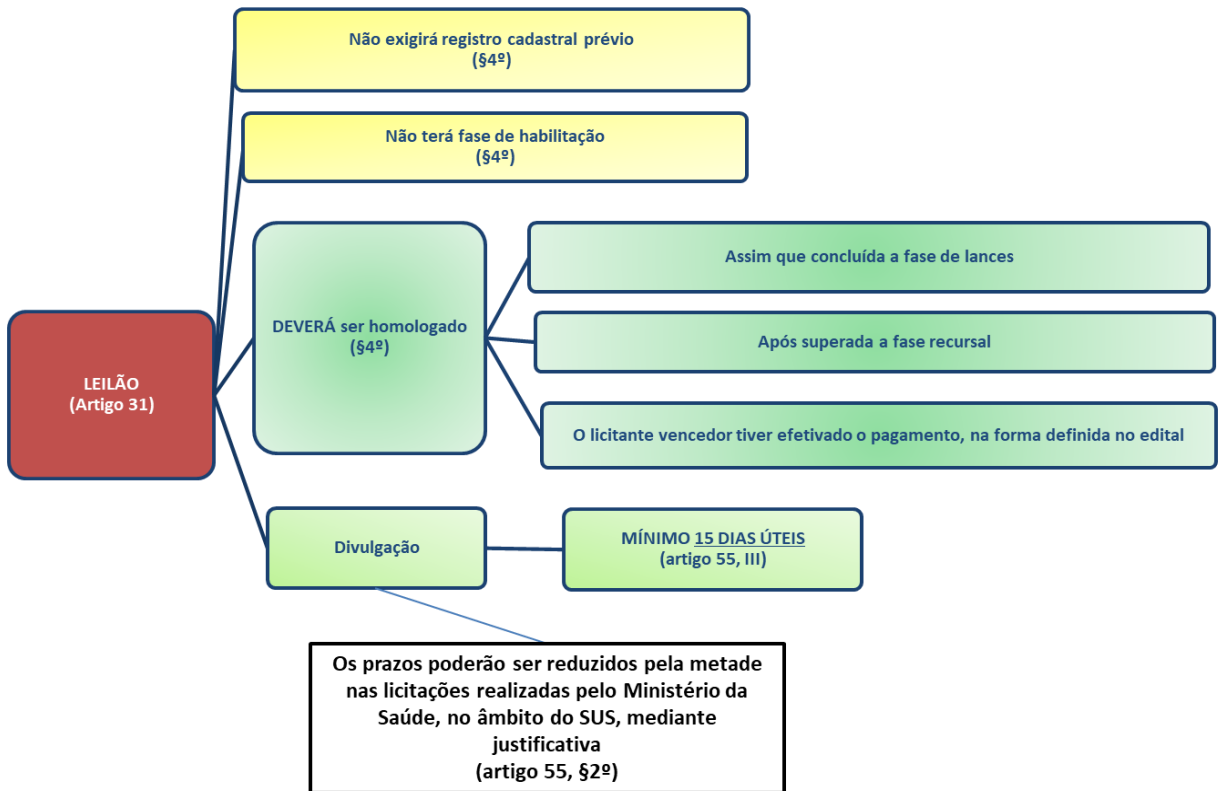 Não exigirá registro cadastral prévio
(§4º)
Não terá fase de habilitação
(§4º)
LEILÃO
(Artigo 31)
DEVERÁ ser homologado
(§4º)
Assim que concluída a fase de lances
Após superada a fase recursal
O licitante vencedor tiver efetivado o pagamento, na forma definida no edital
Divulgação
MÍNIMO 15 DIAS ÚTEIS
(artigo 55, III)
Os prazos poderão ser reduzidos pela metade
nas licitações realizadas pelo Ministério da
Saúde, no âmbito do SUS, mediante
justificativa
(artigo 55, §2º)